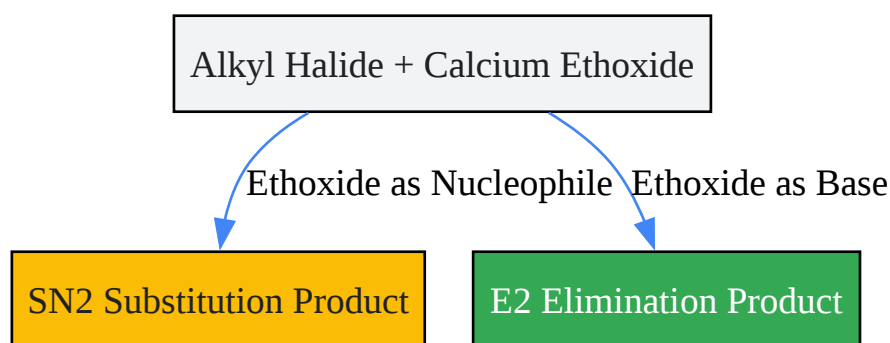 Alkyl Halide + Calcium Ethoxide
Ethoxide as Nucleophile
Ethoxide as Base
SN2 Substitution Product
E2 Elimination Product